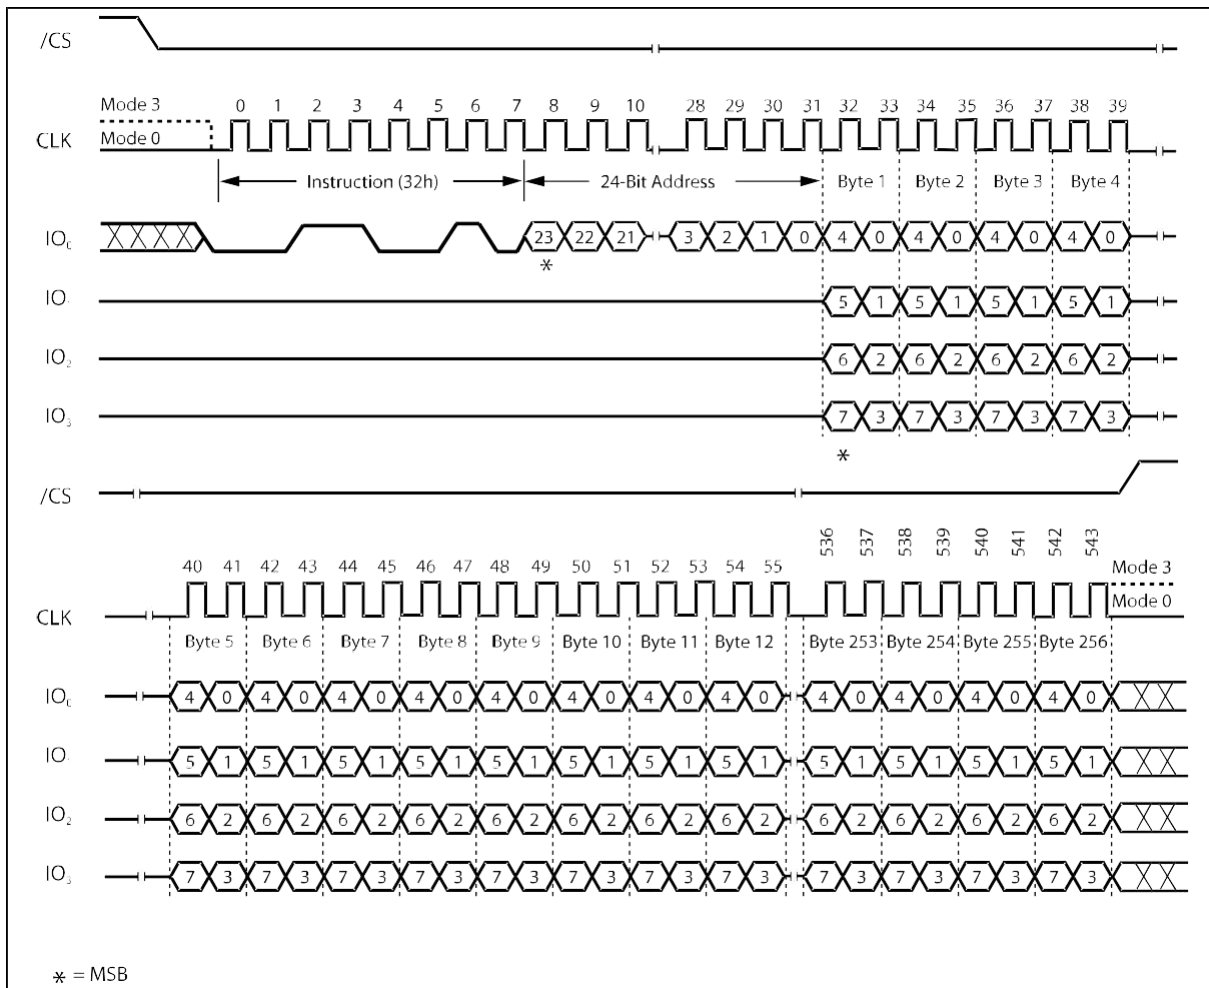 /CS
0 1 2 3 4 5 6 7 8 9 10 28 29 30 31 32 33 34 35 36 37 38 39
Mode 3
Mode 0
CLK
Instruction (32h) 24-Bit Address Byte 1 Byte 2 Byte 3 Byte 4
IO₀ 23 22 21 3 2 1 0 4 0 4 0 4 0 4 0
*
IO 5 1 5 1 5 1 5 1
IO₂ 6 2 6 2 6 2 6 2
IO₃ 7 3 7 3 7 3 7 3
*
/CS
40 41 42 43 44 45 46 47 48 49 50 51 52 53 54 55 536 537 538 539 540 541 542 543
Mode 3
Mode 0
CLK
Byte 5 Byte 6 Byte 7 Byte 8 Byte 9 Byte 10 Byte 11 Byte 12 Byte 253 Byte 254 Byte 255 Byte 256
IO₀ 4 0 4 0 4 0 4 0 4 0 4 0 4 0 4 0 4 0 4 0 4 0 4 0
IO 5 1 5 1 5 1 5 1 5 1 5 1 5 1 5 1 5 1 5 1 5 1 5 1
IO₂ 6 2 6 2 6 2 6 2 6 2 6 2 6 2 6 2 6 2 6 2 6 2 6 2
IO₃ 7 3 7 3 7 3 7 3 7 3 7 3 7 3 7 3 7 3 7 3 7 3 7 3
* = MSB